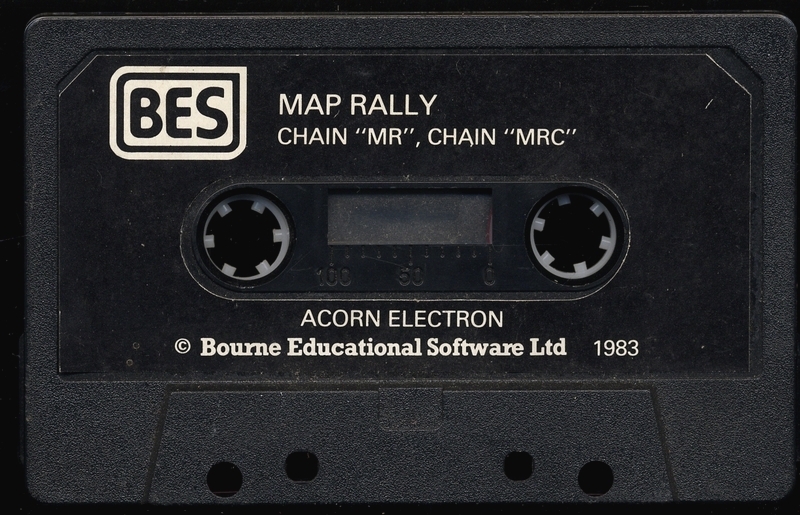 BES
MAP RALLY
CHAIN "MR", CHAIN "MRC"
100 50 0
ACORN ELECTRON
© Bourne Educational Software Ltd 1983